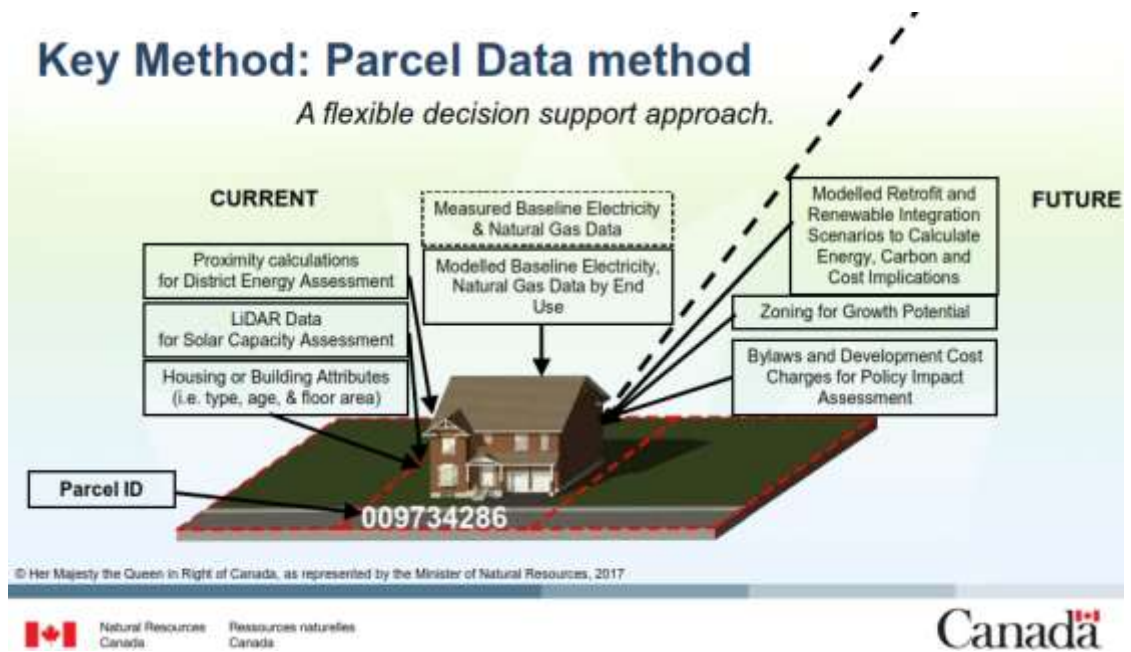 Key Method: Parcel Data method
A flexible decision support approach.
CURRENT
FUTURE
Measured Baseline Electricity
& Natural Gas Data
Modelled Baseline Electricity,
Natural Gas Data by End
Use
Proximity calculations
for District Energy Assessment
LiDAR Data
for Solar Capacity Assessment
Housing or Building Attributes
(i.e. type, age, & floor area)
Modelled Retrofit and
Renewable Integration
Scenarios to Calculate
Energy, Carbon and
Cost Implications
Zoning for Growth Potential
Bylaws and Development Cost
Charges for Policy Impact
Assessment
Parcel ID
009734286
© Her Majesty the Queen in Right of Canada, as represented by the Minister of Natural Resources, 2017
Natural Resources
Canada
Ressources naturelles
Canada
Canada